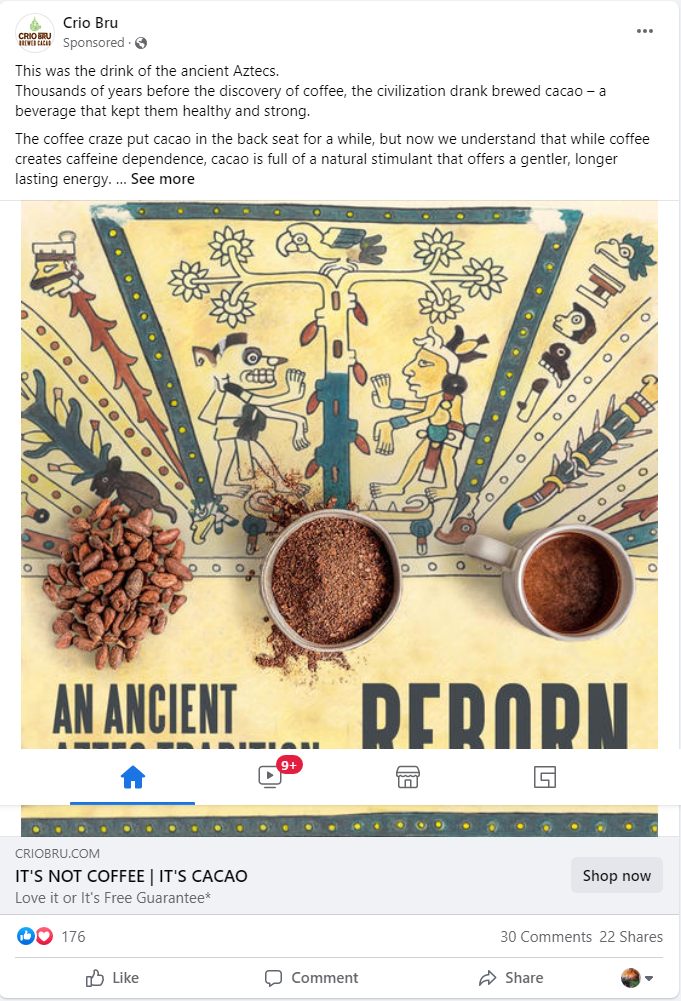 Crio Bru
Sponsored ·
CRIO BRU
BREWED CACAO
This was the drink of the ancient Aztecs.
Thousands of years before the discovery of coffee, the civilization drank brewed cacao – a
beverage that kept them healthy and strong.
The coffee craze put cacao in the back seat for a while, but now we understand that while coffee
creates caffeine dependence, cacao is full of a natural stimulant that offers a gentler, longer
lasting energy. ... See more
AN ANCIENT
AZTEC TRADITION
REBORN
9+
CRIOBRU.COM
IT'S NOT COFFEE | IT'S CACAO
Love it or It's Free Guarantee*
Shop now
176
30 Comments 22 Shares
Like
Comment
Share